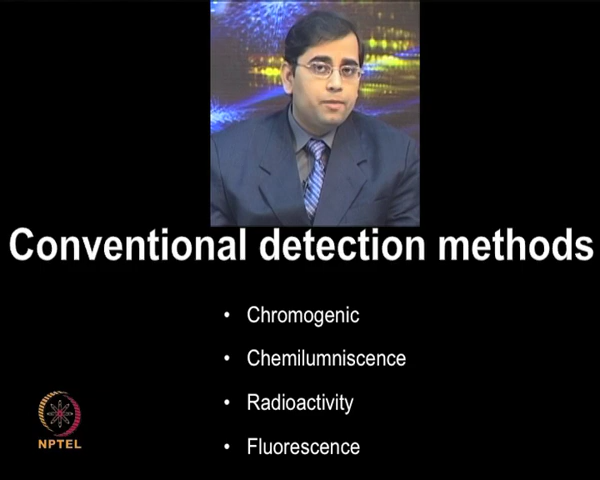 Conventional detection methods
• Chromogenic
• Chemilumniscence
• Radioactivity
• Fluorescence
NPTEL